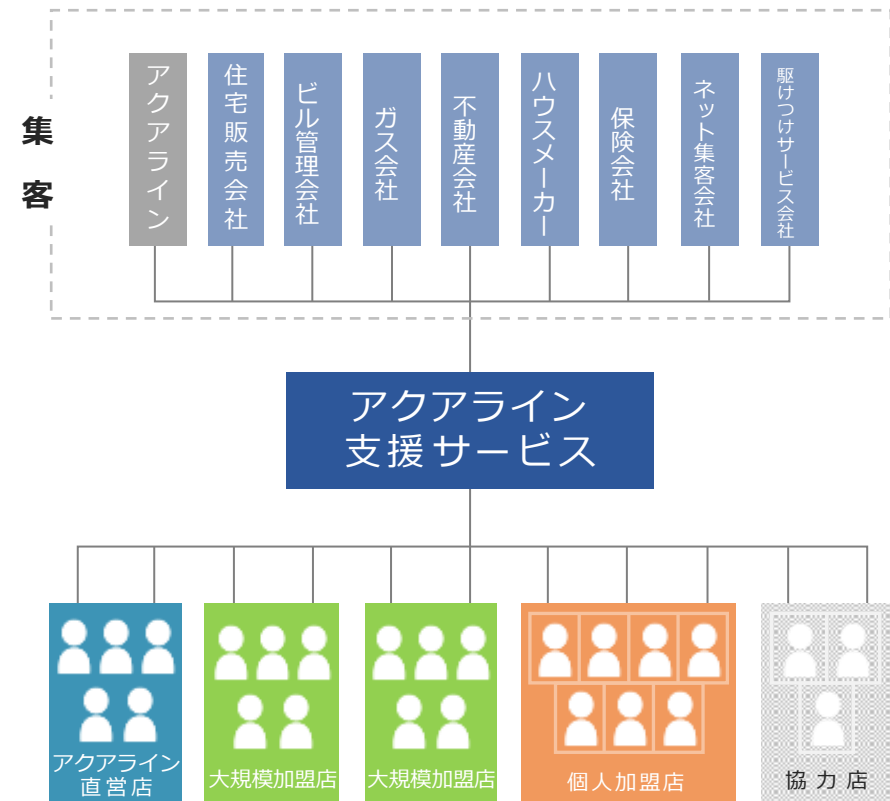 集客
アクアライン
住宅販売会社
ビル管理会社
ガス会社
不動産会社
ハウスメーカー
保険会社
ネット集客会社
駆けつけサービス会社
アクアライン
支援サービス
アクアライン
直営店
大規模加盟店
大規模加盟店
個人加盟店
協力店